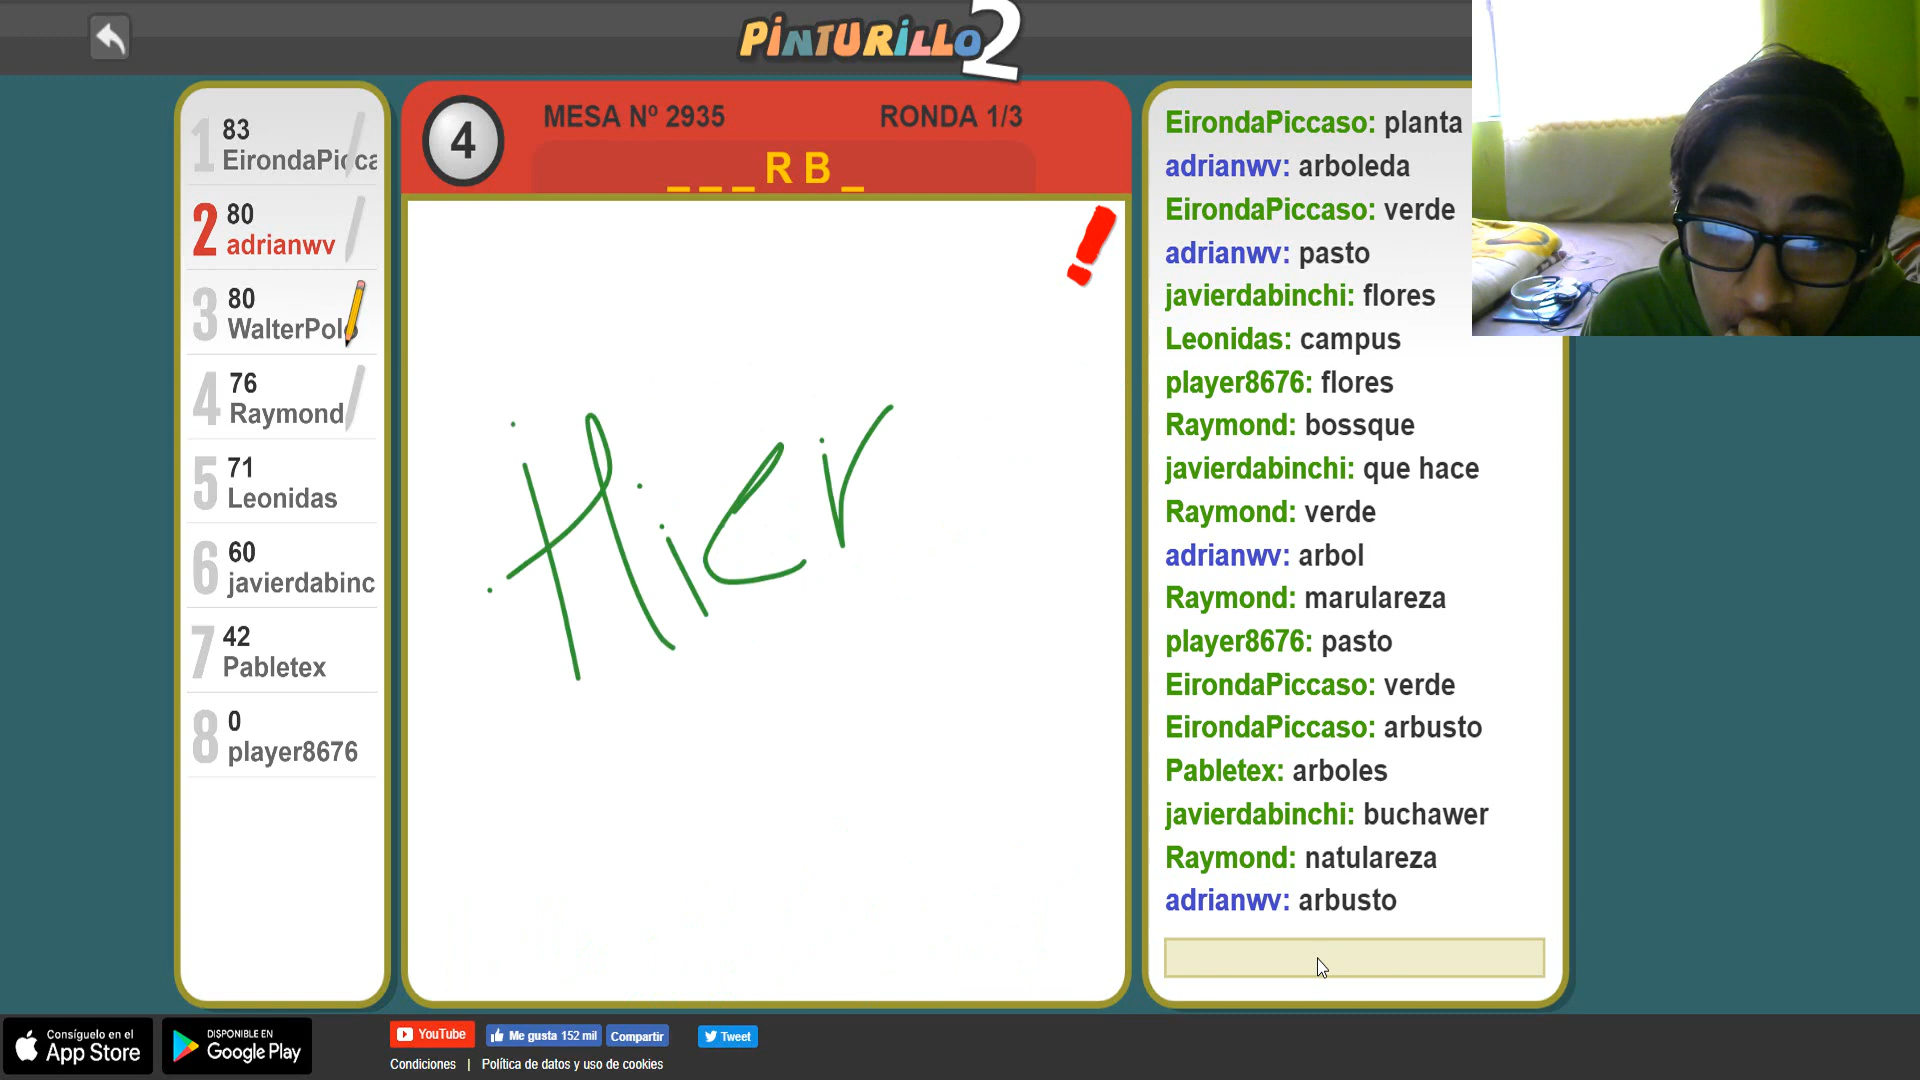 PINTURILLO 2
4
MESA Nº 2935
RONDA 1/3
_ _ _ R B _
1 83 EirondaPicca
2 80 adrianwv
3 80 WalterPolo
4 76 Raymond
5 71 Leonidas
6 60 javierdabinc
7 42 Pabletex
8 0 player8676
!
Hier
EirondaPiccaso: planta
adrianwv: arboleda
EirondaPiccaso: verde
adrianwv: pasto
javierdabinchi: flores
Leonidas: campus
player8676: flores
Raymond: bossque
javierdabinchi: que hace
Raymond: verde
adrianwv: arbol
Raymond: marulareza
player8676: pasto
EirondaPiccaso: verde
EirondaPiccaso: arbusto
Pabletex: arboles
javierdabinchi: buchawer
Raymond: natulareza
adrianwv: arbusto
Consíguelo en el
App Store
DISPONIBLE EN
Google Play
YouTube
Me gusta 152 mil
Compartir
Tweet
Condiciones | Política de datos y uso de cookies